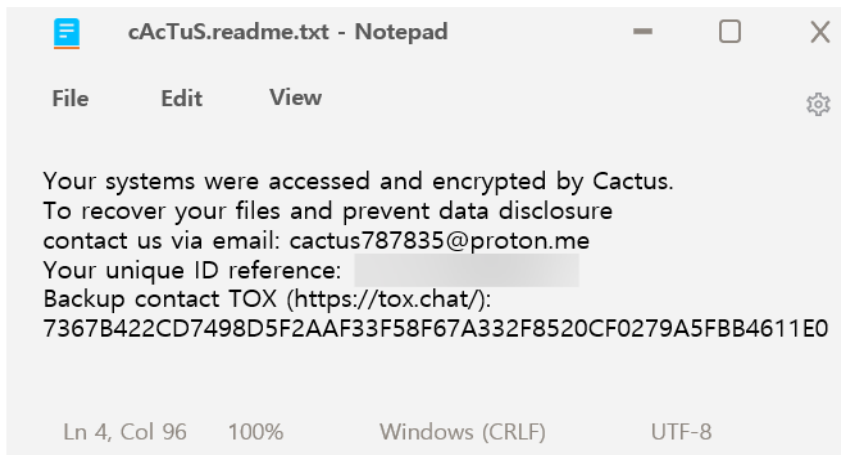 cAcTuS.readme.txt - Notepad
File Edit View
Your systems were accessed and encrypted by Cactus.
To recover your files and prevent data disclosure
contact us via email: cactus787835@proton.me
Your unique ID reference:
Backup contact TOX (https://tox.chat/):
7367B422CD7498D5F2AAF33F58F67A332F8520CF0279A5FBB4611E0
Ln 4, Col 96 100% Windows (CRLF) UTF-8